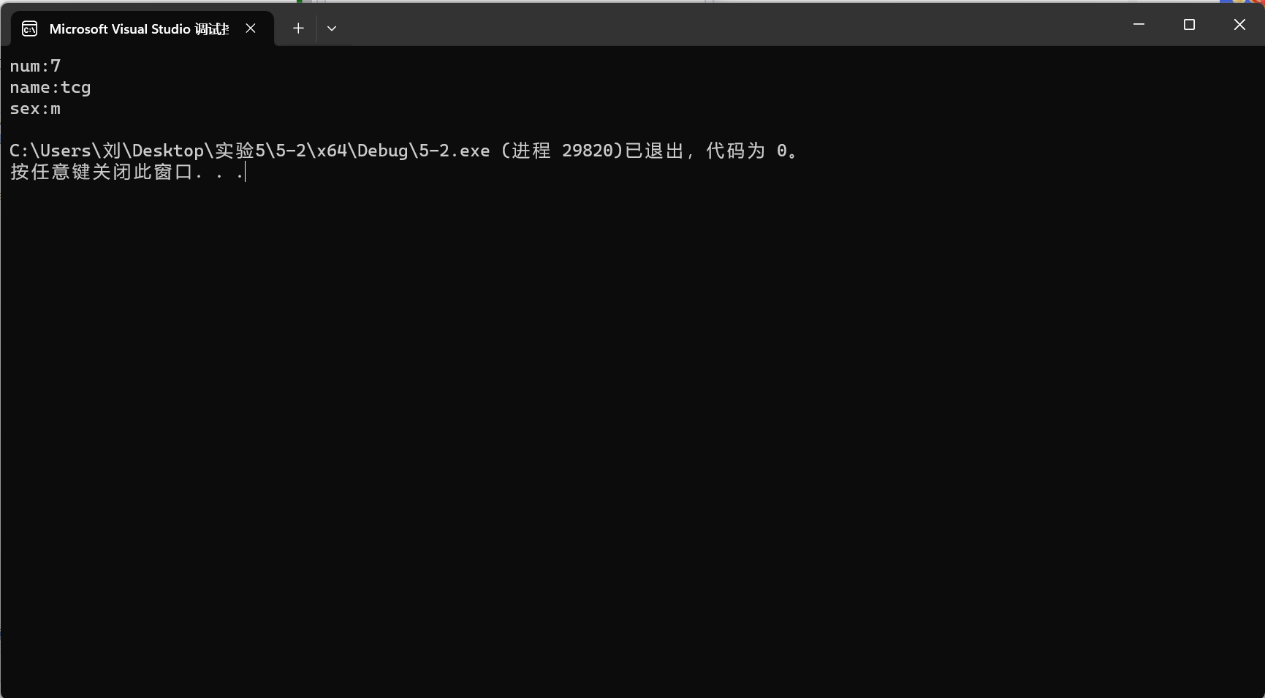 Microsoft Visual Studio 调试
num:7
name:tcg
sex:m
C:\Users\刘\Desktop\实验5\5-2\x64\Debug\5-2.exe (进程 29820)已退出，代码为 0。
按任意键关闭此窗口. . .